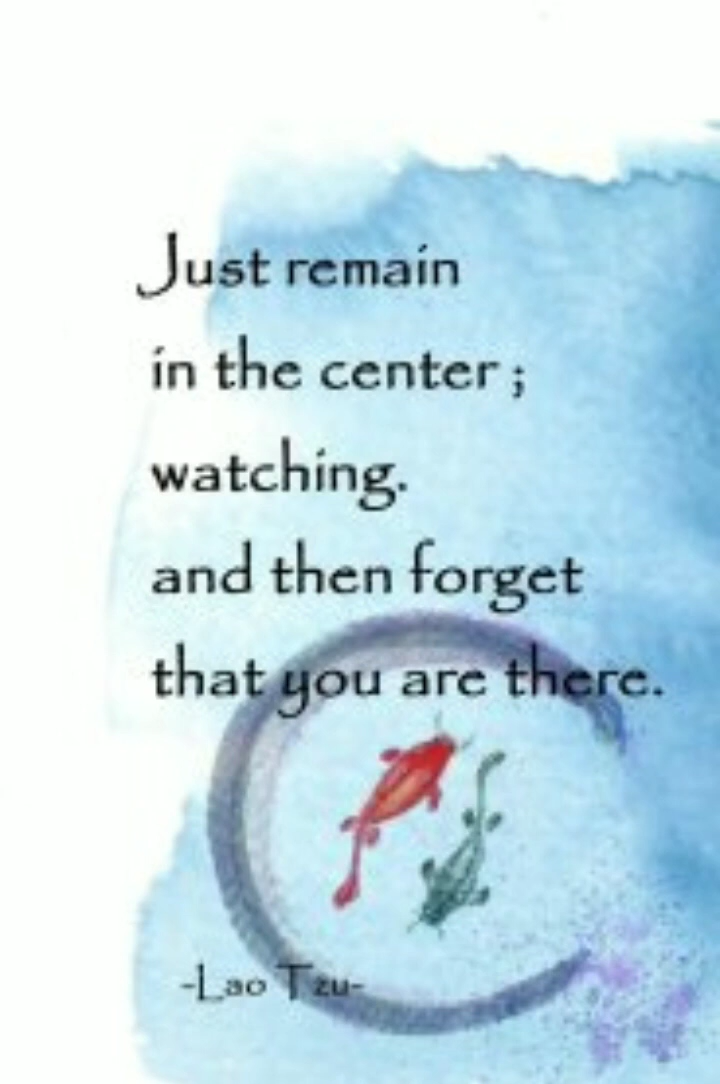 Just remain
in the center ;
watching.
and then forget
that you are there.
-Lao Tzu-